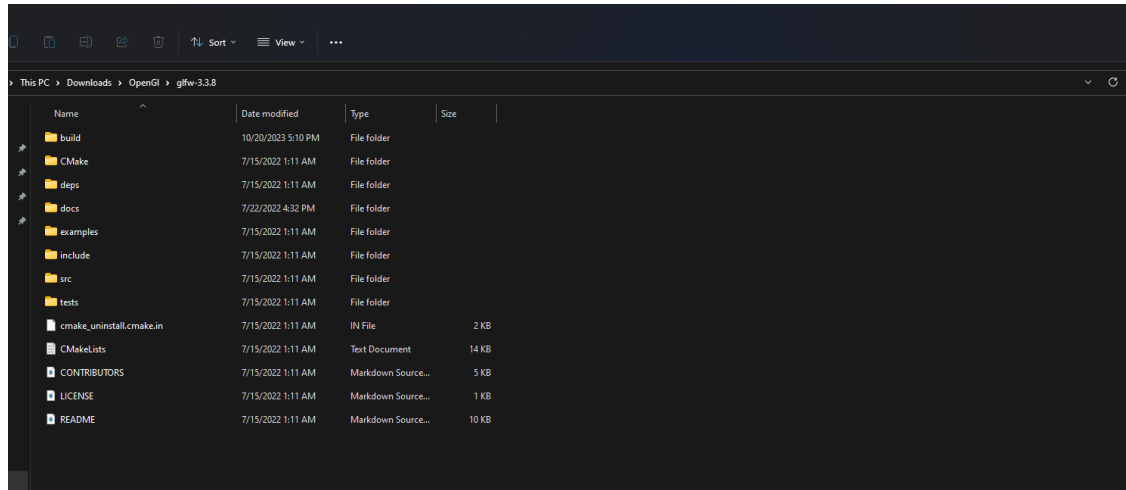 Sort View ...
> This PC > Downloads > OpenGl > glfw-3.3.8
Name Date modified Type Size
build 10/20/2023 5:10 PM File folder
CMake 7/15/2022 1:11 AM File folder
deps 7/15/2022 1:11 AM File folder
docs 7/22/2022 4:32 PM File folder
examples 7/15/2022 1:11 AM File folder
include 7/15/2022 1:11 AM File folder
src 7/15/2022 1:11 AM File folder
tests 7/15/2022 1:11 AM File folder
cmake_uninstall.cmake.in 7/15/2022 1:11 AM IN File 2 KB
CMakeLists 7/15/2022 1:11 AM Text Document 14 KB
CONTRIBUTORS 7/15/2022 1:11 AM Markdown Source... 5 KB
LICENSE 7/15/2022 1:11 AM Markdown Source... 1 KB
README 7/15/2022 1:11 AM Markdown Source... 10 KB